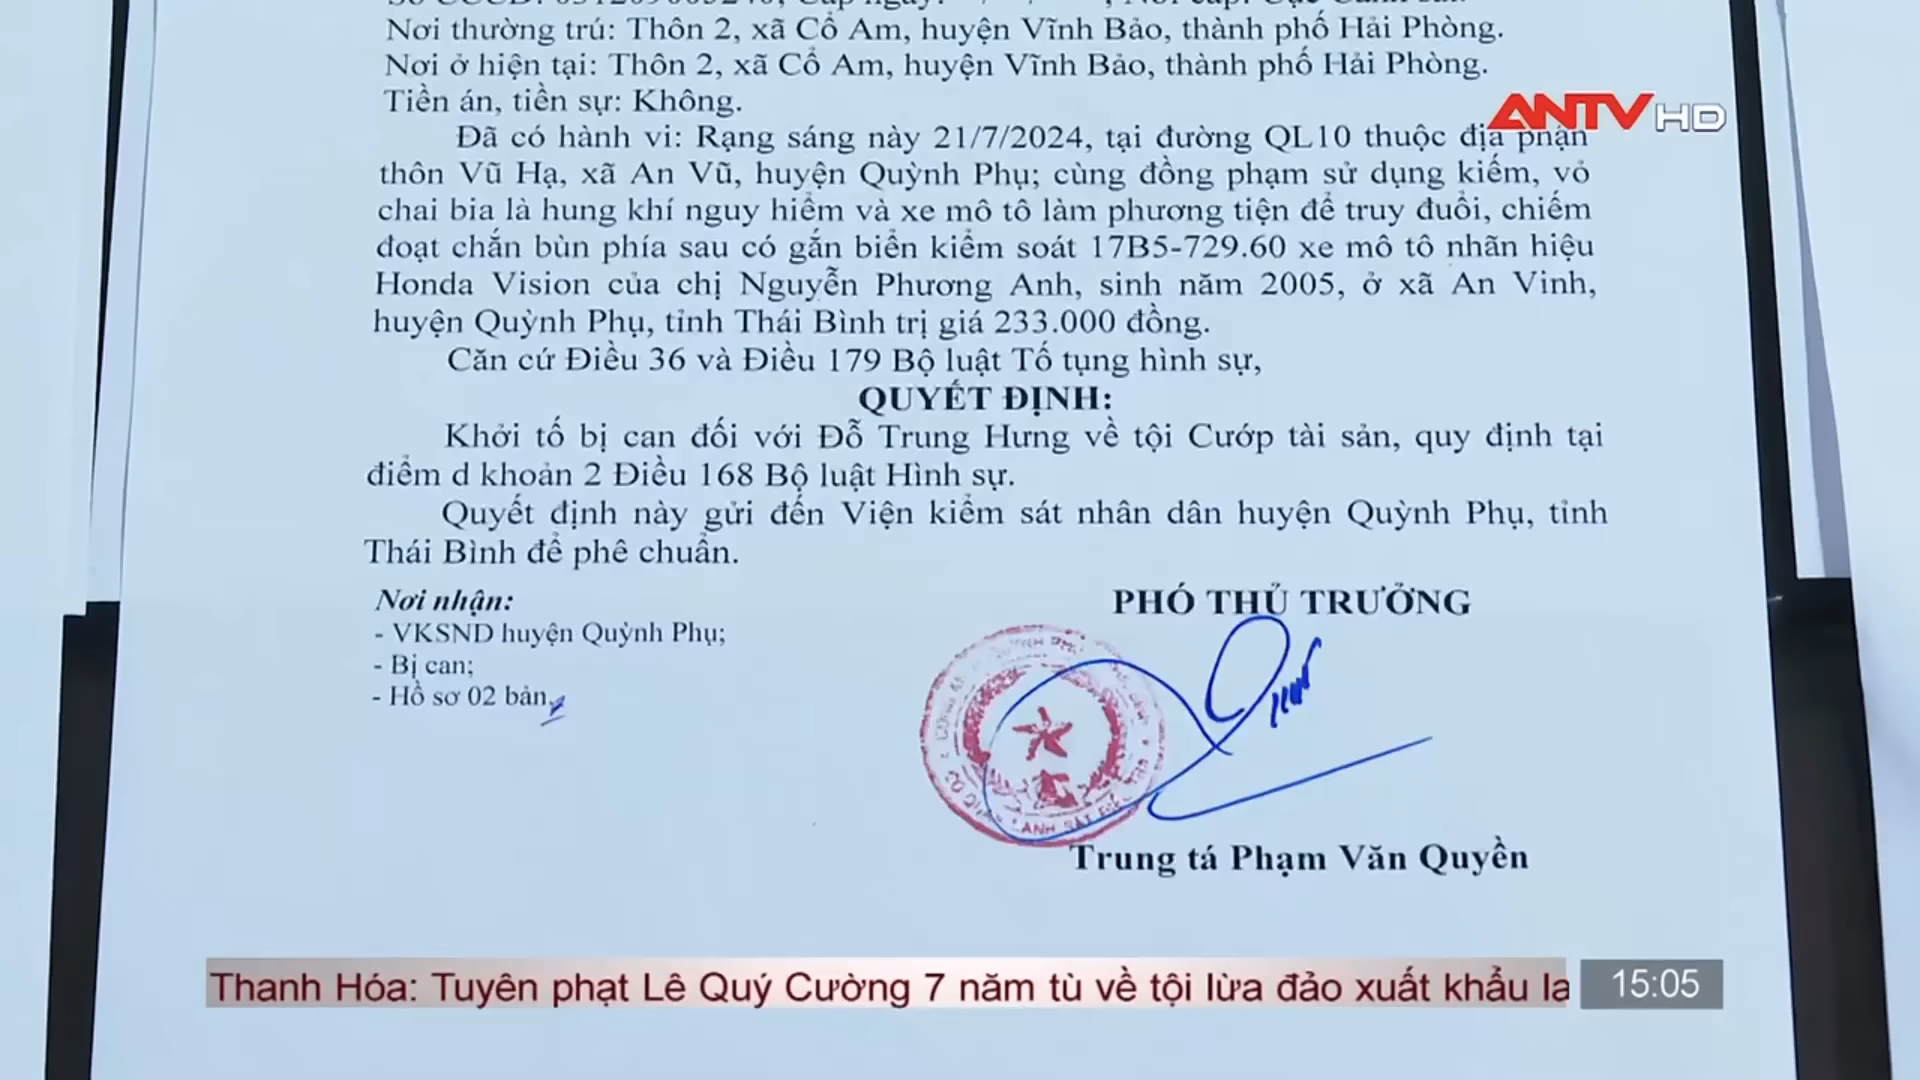 Nơi thường trú: Thôn 2, xã Cổ Am, huyện Vĩnh Bảo, thành phố Hải Phòng.
Nơi ở hiện tại: Thôn 2, xã Cổ Am, huyện Vĩnh Bảo, thành phố Hải Phòng.
Tiền án, tiền sự: Không.
ANTV HD
Đã có hành vi: Rạng sáng này 21/7/2024, tại đường QL10 thuộc địa phận
thôn Vũ Hạ, xã An Vũ, huyện Quỳnh Phụ; cùng đồng phạm sử dụng kiếm, vỏ
chai bia là hung khí nguy hiểm và xe mô tô làm phương tiện để truy đuổi, chiếm
đoạt chắn bùn phía sau có gắn biển kiểm soát 17B5-729.60 xe mô tô nhãn hiệu
Honda Vision của chị Nguyễn Phương Anh, sinh năm 2005, ở xã An Vinh,
huyện Quỳnh Phụ, tỉnh Thái Bình trị giá 233.000 đồng.
Căn cứ Điều 36 và Điều 179 Bộ luật Tố tụng hình sự,
QUYẾT ĐỊNH:
Khởi tố bị can đối với Đỗ Trung Hưng về tội Cướp tài sản, quy định tại
điểm d khoản 2 Điều 168 Bộ luật Hình sự.
Quyết định này gửi đến Viện kiểm sát nhân dân huyện Quỳnh Phụ, tỉnh
Thái Bình để phê chuẩn.
Nơi nhận:
- VKSND huyện Quỳnh Phụ;
- Bị can;
- Hồ sơ 02 bản.
PHÓ THỦ TRƯỞNG
Trung tá Phạm Văn Quyền
Thanh Hóa: Tuyên phạt Lê Quý Cường 7 năm tù về tội lừa đảo xuất khẩu la
15:05